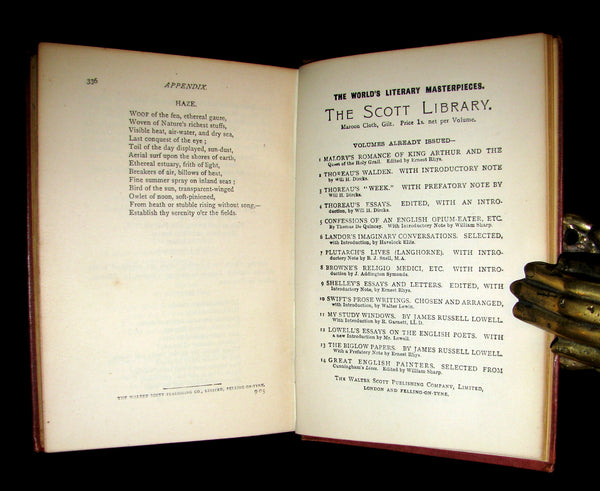 336
APPENDIX.
HAZE.
Woof of the fen, ethereal gauze,
Woven of Nature's richest stuffs,
Visible heat, air-water, and dry sea,
Last conquest of the eye;
Toil of the day displayed, sun-dust,
Aerial surf upon the shores of earth,
Ethereal estuary, frith of light,
Breakers of air, billows of heat,
Fine summer spray on inland seas;
Bird of the sun, transparent-winged
Owlet of noon, soft-pinioned,
From heath or stubble rising without song,—
Establish thy serenity o'er the fields.
THE WALTER SCOTT PUBLISHING CO., LIMITED, FELLING-ON-TYNE.
9-05
THE WORLD'S LITERARY MASTERPIECES.
THE SCOTT LIBRARY.
Maroon Cloth, Gilt. Price 1s. net per Volume.
VOLUMES ALREADY ISSUED—
1 MALORY'S ROMANCE OF KING ARTHUR AND THE
Quest of the Holy Grail. Edited by Ernest Rhys.
2 THOREAU'S WALDEN. WITH INTRODUCTORY NOTE
by Will H. Dircks.
3 THOREAU'S "WEEK." WITH PREFATORY NOTE BY
Will H. Dircks.
4 THOREAU'S ESSAYS. EDITED, WITH AN INTRO-
duction, by Will H. Dircks.
5 CONFESSIONS OF AN ENGLISH OPIUM-EATER, ETC.
By Thomas De Quincey. With Introductory Note by William Sharp.
6 LANDOR'S IMAGINARY CONVERSATIONS. SELECTED,
with Introduction, by Havelock Ellis.
7 PLUTARCH'S LIVES (LANGHORNE). WITH INTRO-
ductory Note by B. J. Snell, M.A.
8 BROWNE'S RELIGIO MEDICI, ETC. WITH INTRO-
duction by J. Addington Symonds.
9 SHELLEY'S ESSAYS AND LETTERS. EDITED, WITH
Introductory Note, by Ernest Rhys.
10 SWIFT'S PROSE WRITINGS. CHOSEN AND ARRANGED,
with Introduction, by Walter Lewin.
11 MY STUDY WINDOWS. BY JAMES RUSSELL LOWELL.
With Introduction by R. Garnett, LL.D.
12 LOWELL'S ESSAYS ON THE ENGLISH POETS. WITH
a new Introduction by Mr. Lowell.
13 THE BIGLOW PAPERS. BY JAMES RUSSELL LOWELL.
With a Prefatory Note by Ernest Rhys.
14 GREAT ENGLISH PAINTERS. SELECTED FROM
Cunningham's Lives. Edited by William Sharp.
THE WALTER SCOTT PUBLISHING COMPANY, LIMITED,
LONDON AND FELLING-ON-TYNE.